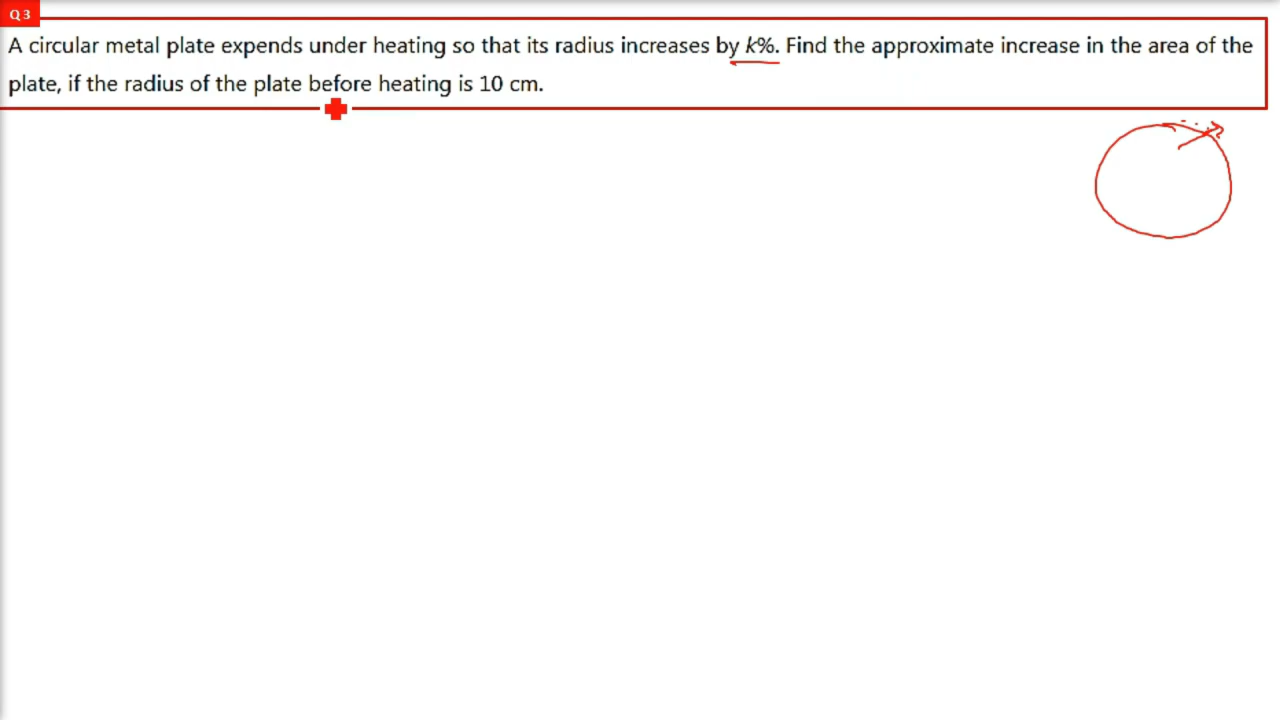 Q 3
A circular metal plate expends under heating so that its radius increases by k%. Find the approximate increase in the area of the
plate, if the radius of the plate before heating is 10 cm.